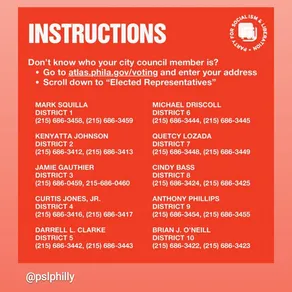 INSTRUCTIONS
PARTY FOR SOCIALISM & LIBERATION
Don't know who your city council member is?
• Go to atlas.phila.gov/voting and enter your address
• Scroll down to “Elected Representatives”
MARK SQUILLA
DISTRICT 1
(215) 686-3458, (215) 686-3459
KENYATTA JOHNSON
DISTRICT 2
(215) 686-3412, (215) 686-3413
JAMIE GAUTHIER
DISTRICT 3
(215) 686-0459, 215-686-0460
CURTIS JONES, JR.
DISTRICT 4
(215) 686-3416, (215) 686-3417
DARRELL L. CLARKE
DISTRICT 5
(215) 686-3442, (215) 686-3443
MICHAEL DRISCOLL
DISTRICT 6
(215) 686-3444, (215) 686-3445
QUETCY LOZADA
DISTRICT 7
(215) 686-3448, (215) 686-3449
CINDY BASS
DISTRICT 8
(215) 686-3424, (215) 686-3425
ANTHONY PHILLIPS
DISTRICT 9
(215) 686-3454, (215) 686-3455
BRIAN J. O'NEILL
DISTRICT 10
(215) 686-3422, (215) 686-3423
@pslphilly